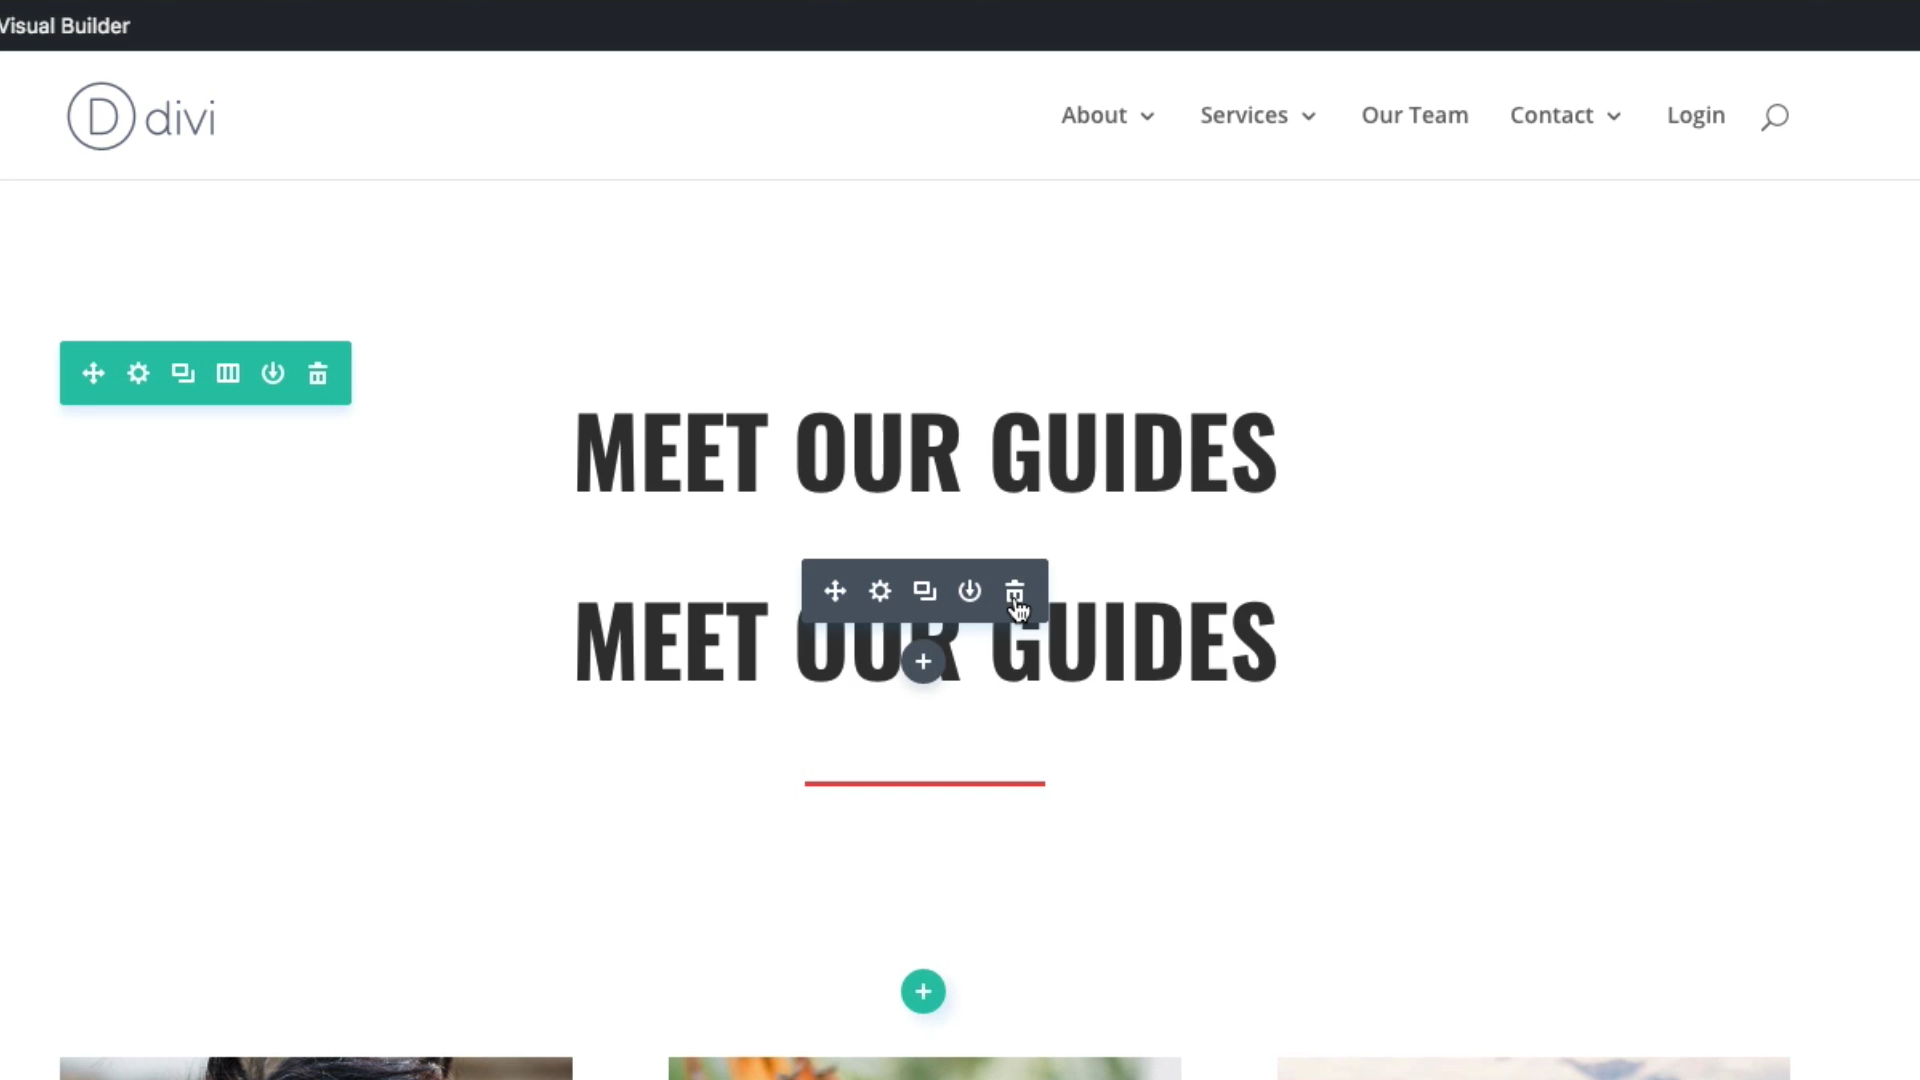 Visual Builder
D divi
About Services Our Team Contact Login
MEET OUR GUIDES
MEET OUR GUIDES